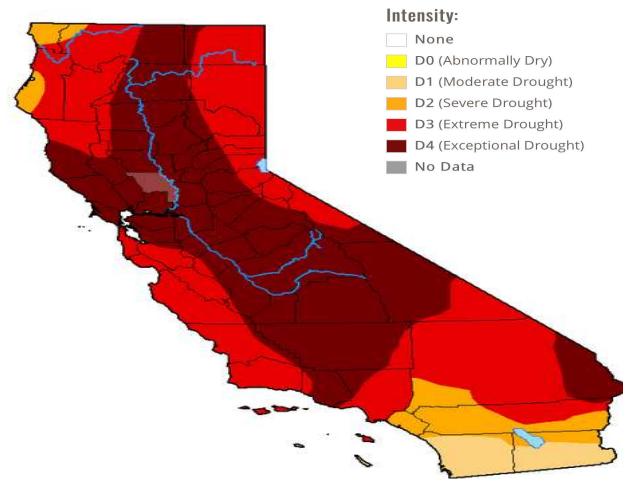 Intensity:
None
D0 (Abnormally Dry)
D1 (Moderate Drought)
D2 (Severe Drought)
D3 (Extreme Drought)
D4 (Exceptional Drought)
No Data